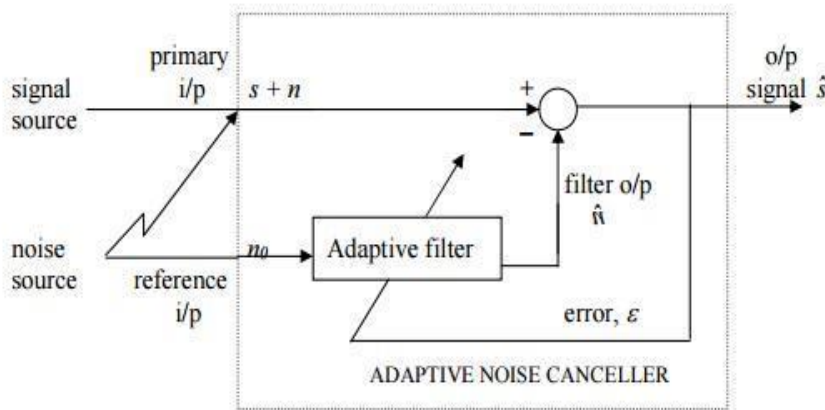 primary
i/p
signal
source
s + n
+
−
o/p
signal ŝ
filter o/p
n̂
noise
source
n₀
reference
i/p
Adaptive filter
error, ε
ADAPTIVE NOISE CANCELLER